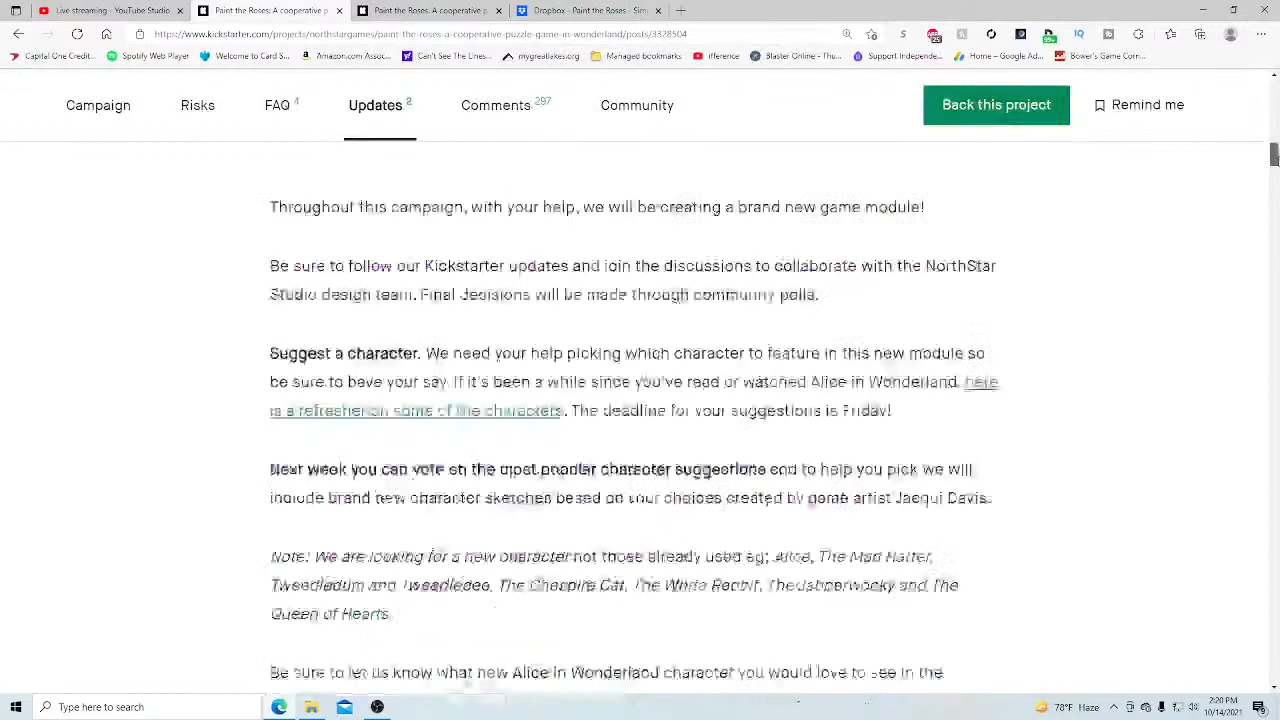 Live streaming - YouTube Studio
Paint the Roses: A cooperative p
Paint the Roses: A cooperative p
Dropbox - Paint the Roses - Sim
https://www.kickstarter.com/projects/northstargames/paint-the-roses-a-cooperative-puzzle-game-in-wonderland/posts/3328504
Spotify Web Player
Warm Welcome Serv...
Amazon Associates
Can't See The Lines...
mygreatlakes.org
Managed bookmarks
Blaster Online - Tho...
Support Independe...
Home – Google Ad...
Bower's Game Corn...
Campaign
Risks
FAQ 4
Updates 2
Comments 297
Community
Back this project
Remind me
Throughout this campaign, with your help, we will be creating a brand new game module!
Be sure to follow our Kickstarter updates and join the discussions to collaborate with the NorthStar
Studio design team. Final decisions will be made through community polls.
Suggest a character. We need your help picking which character to feature in this new module so
be sure to have your say. If it's been a while since you've read or watched Alice in Wonderland, here
is a refresher on some of the characters. The deadline for your suggestions is Friday!
Next week you can vote on the most popular character suggestions and to help you pick we will
include brand new character sketches based on your choices created by game artist Jacqui Davis.
Note: We are looking for a new character not those already used eg; Alice, The Mad Hatter,
Tweedledum and Tweedledee, The Cheshire Cat, The White Rabbit, The Jabberwocky and The
Queen of Hearts.
Be sure to let us know what new Alice in Wonderland character you would love to see in the
Type here to search
78°F Haze
2:20 PM
10/14/2021